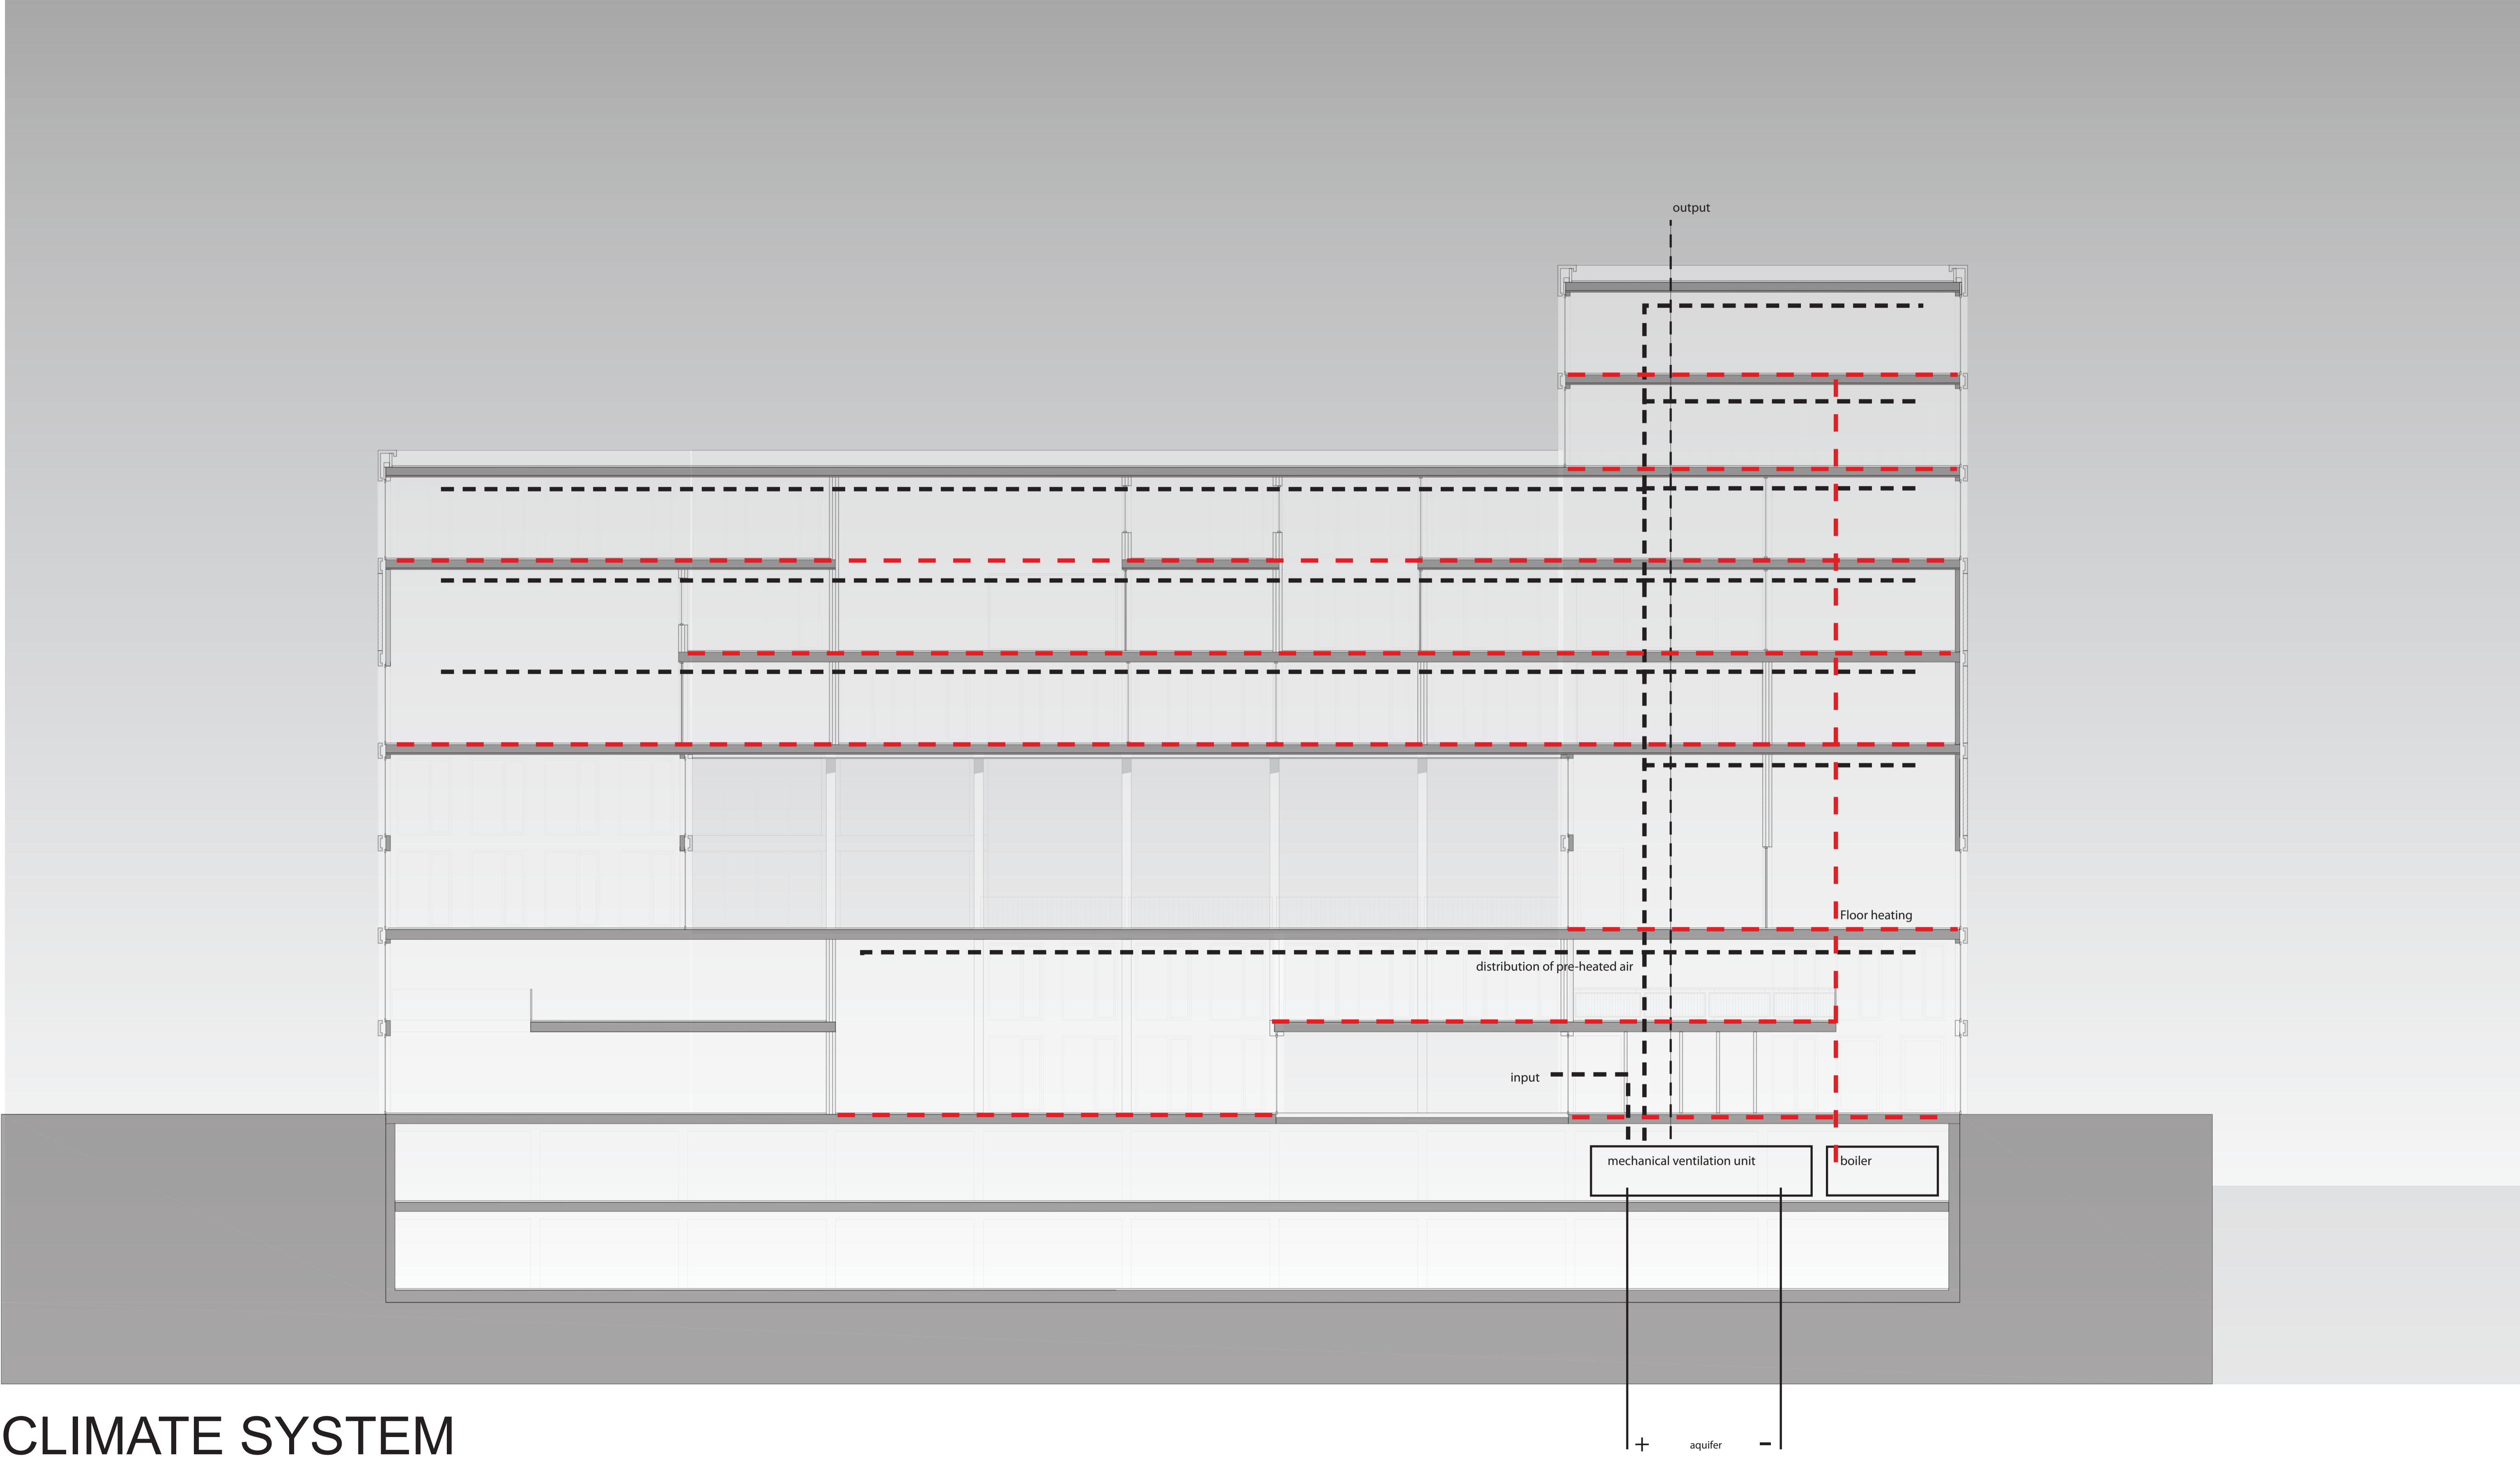 output
Floor heating
distribution of pre-heated air
input
mechanical ventilation unit
boiler
+ aquifer -
CLIMATE SYSTEM